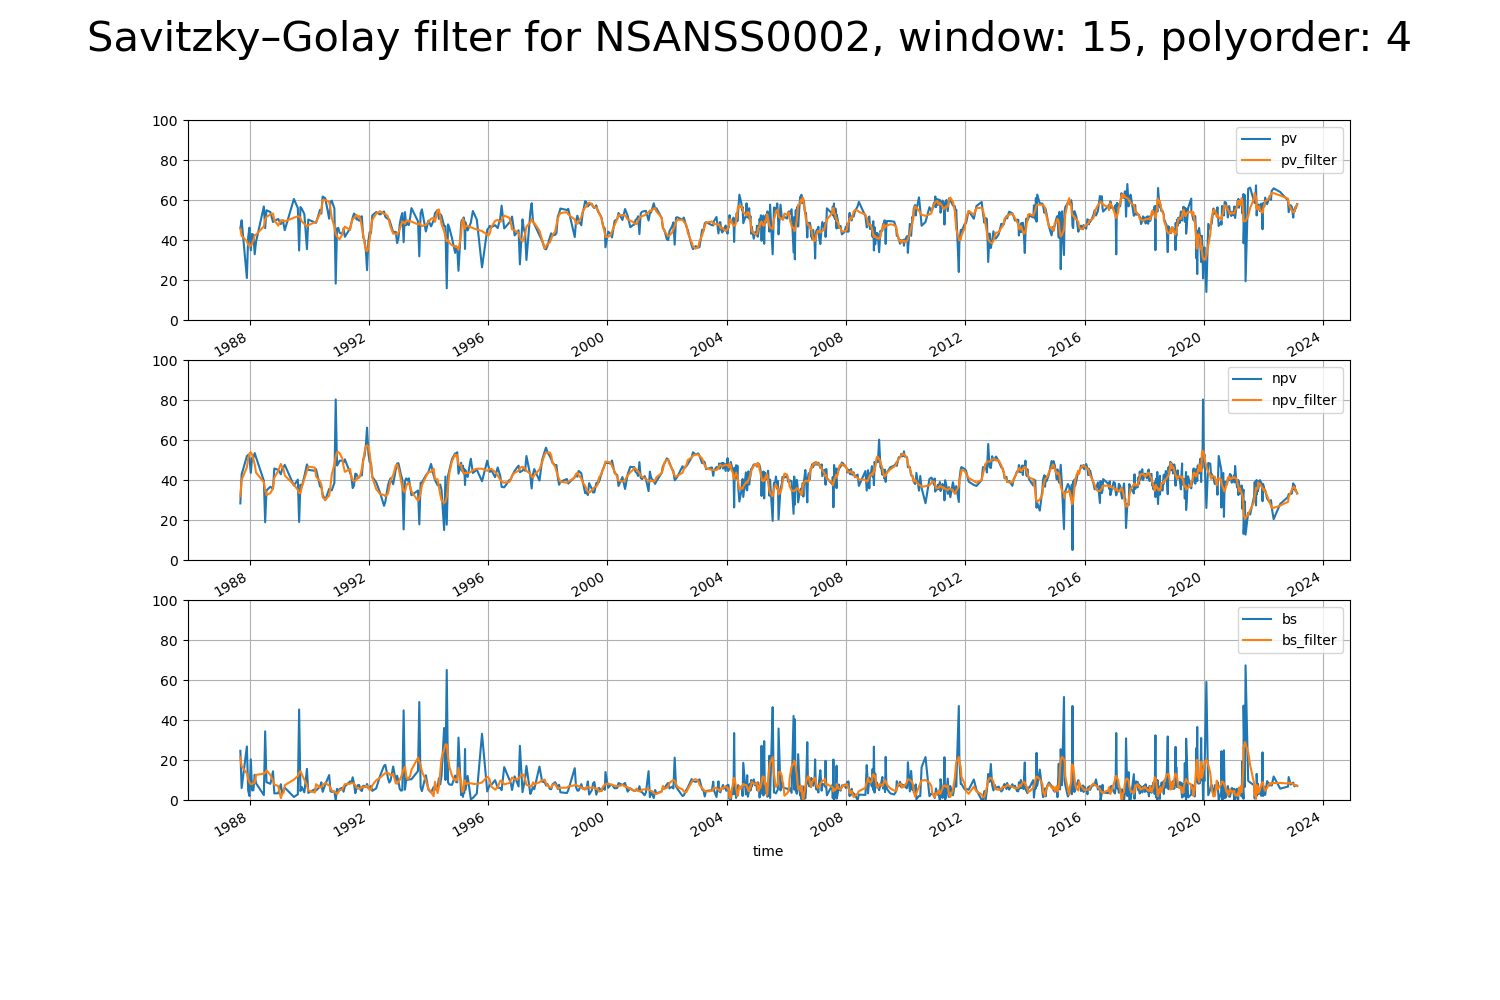 Savitzky–Golay filter for NSANSS0002, window: 15, polyorder: 4
100
80
60
40
20
0
pv
pv_filter
1988 1992 1996 2000 2004 2008 2012 2016 2020 2024
100
80
60
40
20
0
npv
npv_filter
1988 1992 1996 2000 2004 2008 2012 2016 2020 2024
100
80
60
40
20
0
bs
bs_filter
1988 1992 1996 2000 2004 2008 2012 2016 2020 2024
time